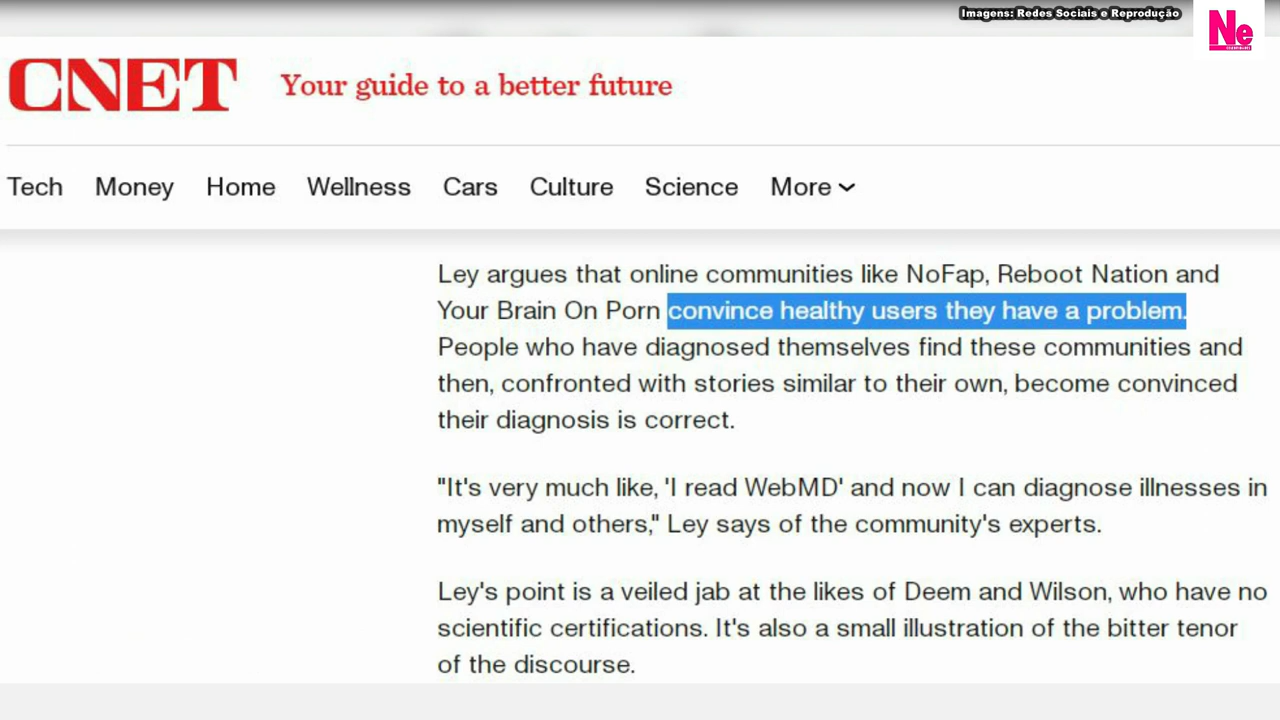 Imagens: Redes Sociais e Reprodução
Ne
CNET
Your guide to a better future
Tech Money Home Wellness Cars Culture Science More
Ley argues that online communities like NoFap, Reboot Nation and
Your Brain On Porn convince healthy users they have a problem.
People who have diagnosed themselves find these communities and
then, confronted with stories similar to their own, become convinced
their diagnosis is correct.
"It's very much like, 'I read WebMD' and now I can diagnose illnesses in
myself and others," Ley says of the community's experts.
Ley's point is a veiled jab at the likes of Deem and Wilson, who have no
scientific certifications. It's also a small illustration of the bitter tenor
of the discourse.